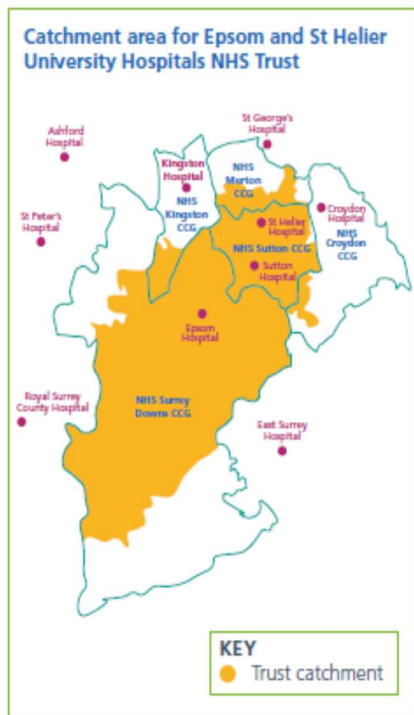 Catchment area for Epsom and St Helier
University Hospitals NHS Trust
St George's
Hospital
Ashford
Hospital
Kingston
Hospital
NHS
Merton
CCG
NHS
Kingston
CCG
Croydon
Hospital
NHS
Croydon
CCG
St Peter's
Hospital
St Helier
Hospital
NHS Sutton CCG
Sutton
Hospital
Epsom
Hospital
Royal Surrey
County Hospital
NHS Surrey
Downs CCG
East Surrey
Hospital
KEY
Trust catchment